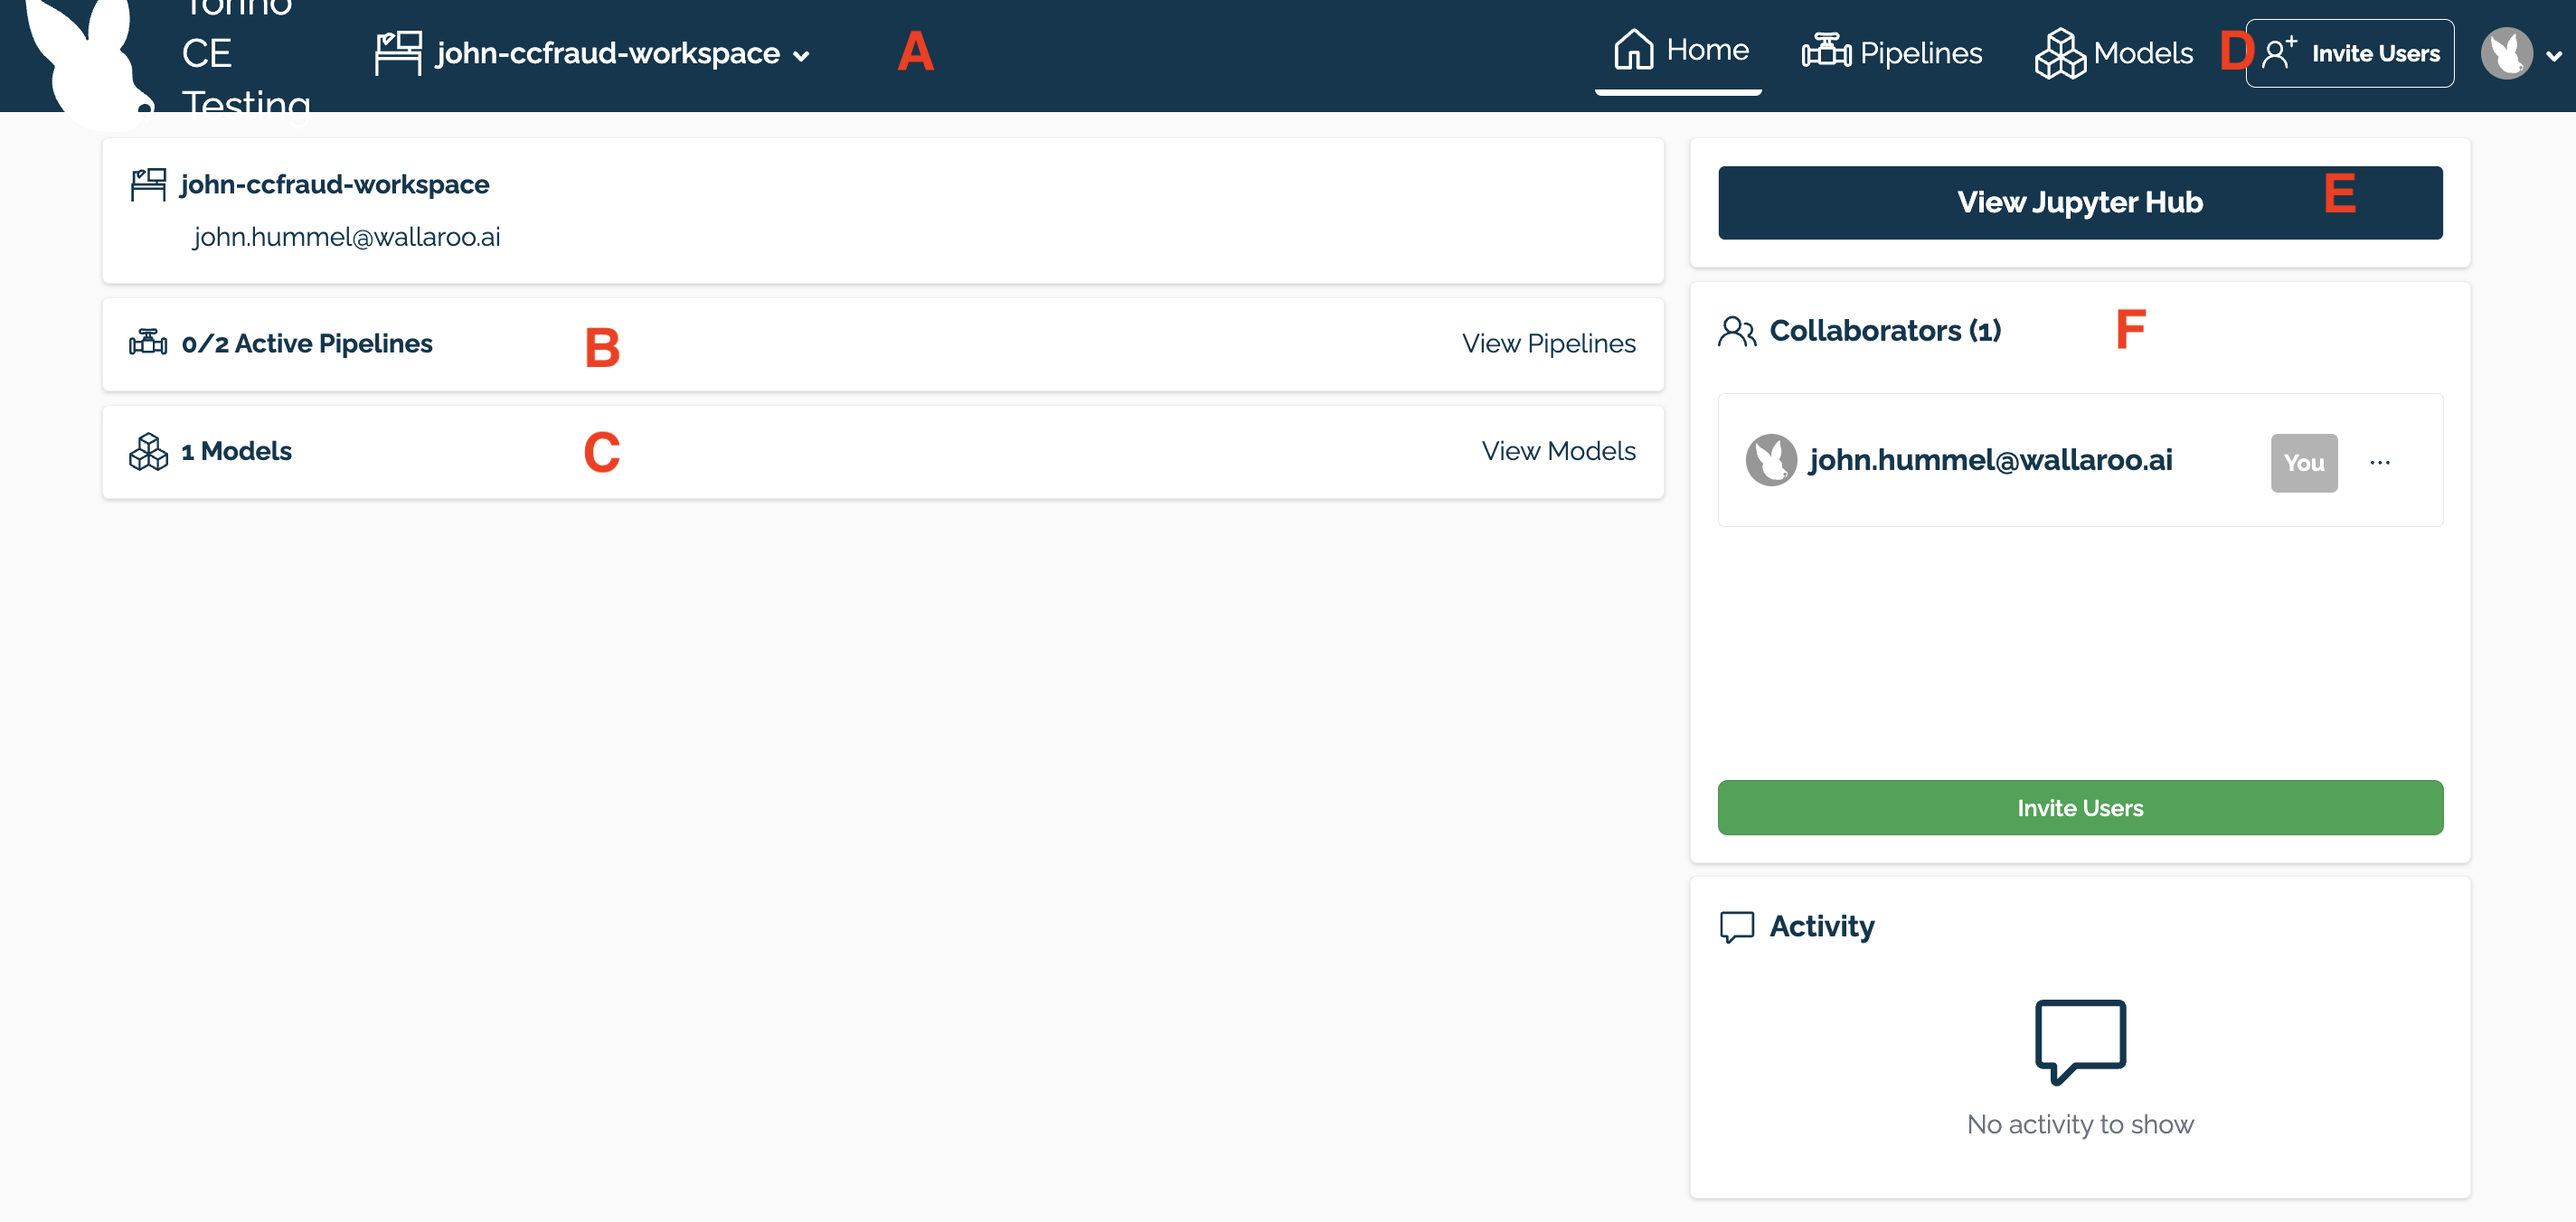 Torino
CE
Testing
john-ccfraud-workspace
A
Home
Pipelines
Models
D
Invite Users
john-ccfraud-workspace
john.hummel@wallaroo.ai
0/2 Active Pipelines
B
View Pipelines
1 Models
C
View Models
View Jupyter Hub
E
Collaborators (1)
F
john.hummel@wallaroo.ai
You
...
Invite Users
Activity
No activity to show